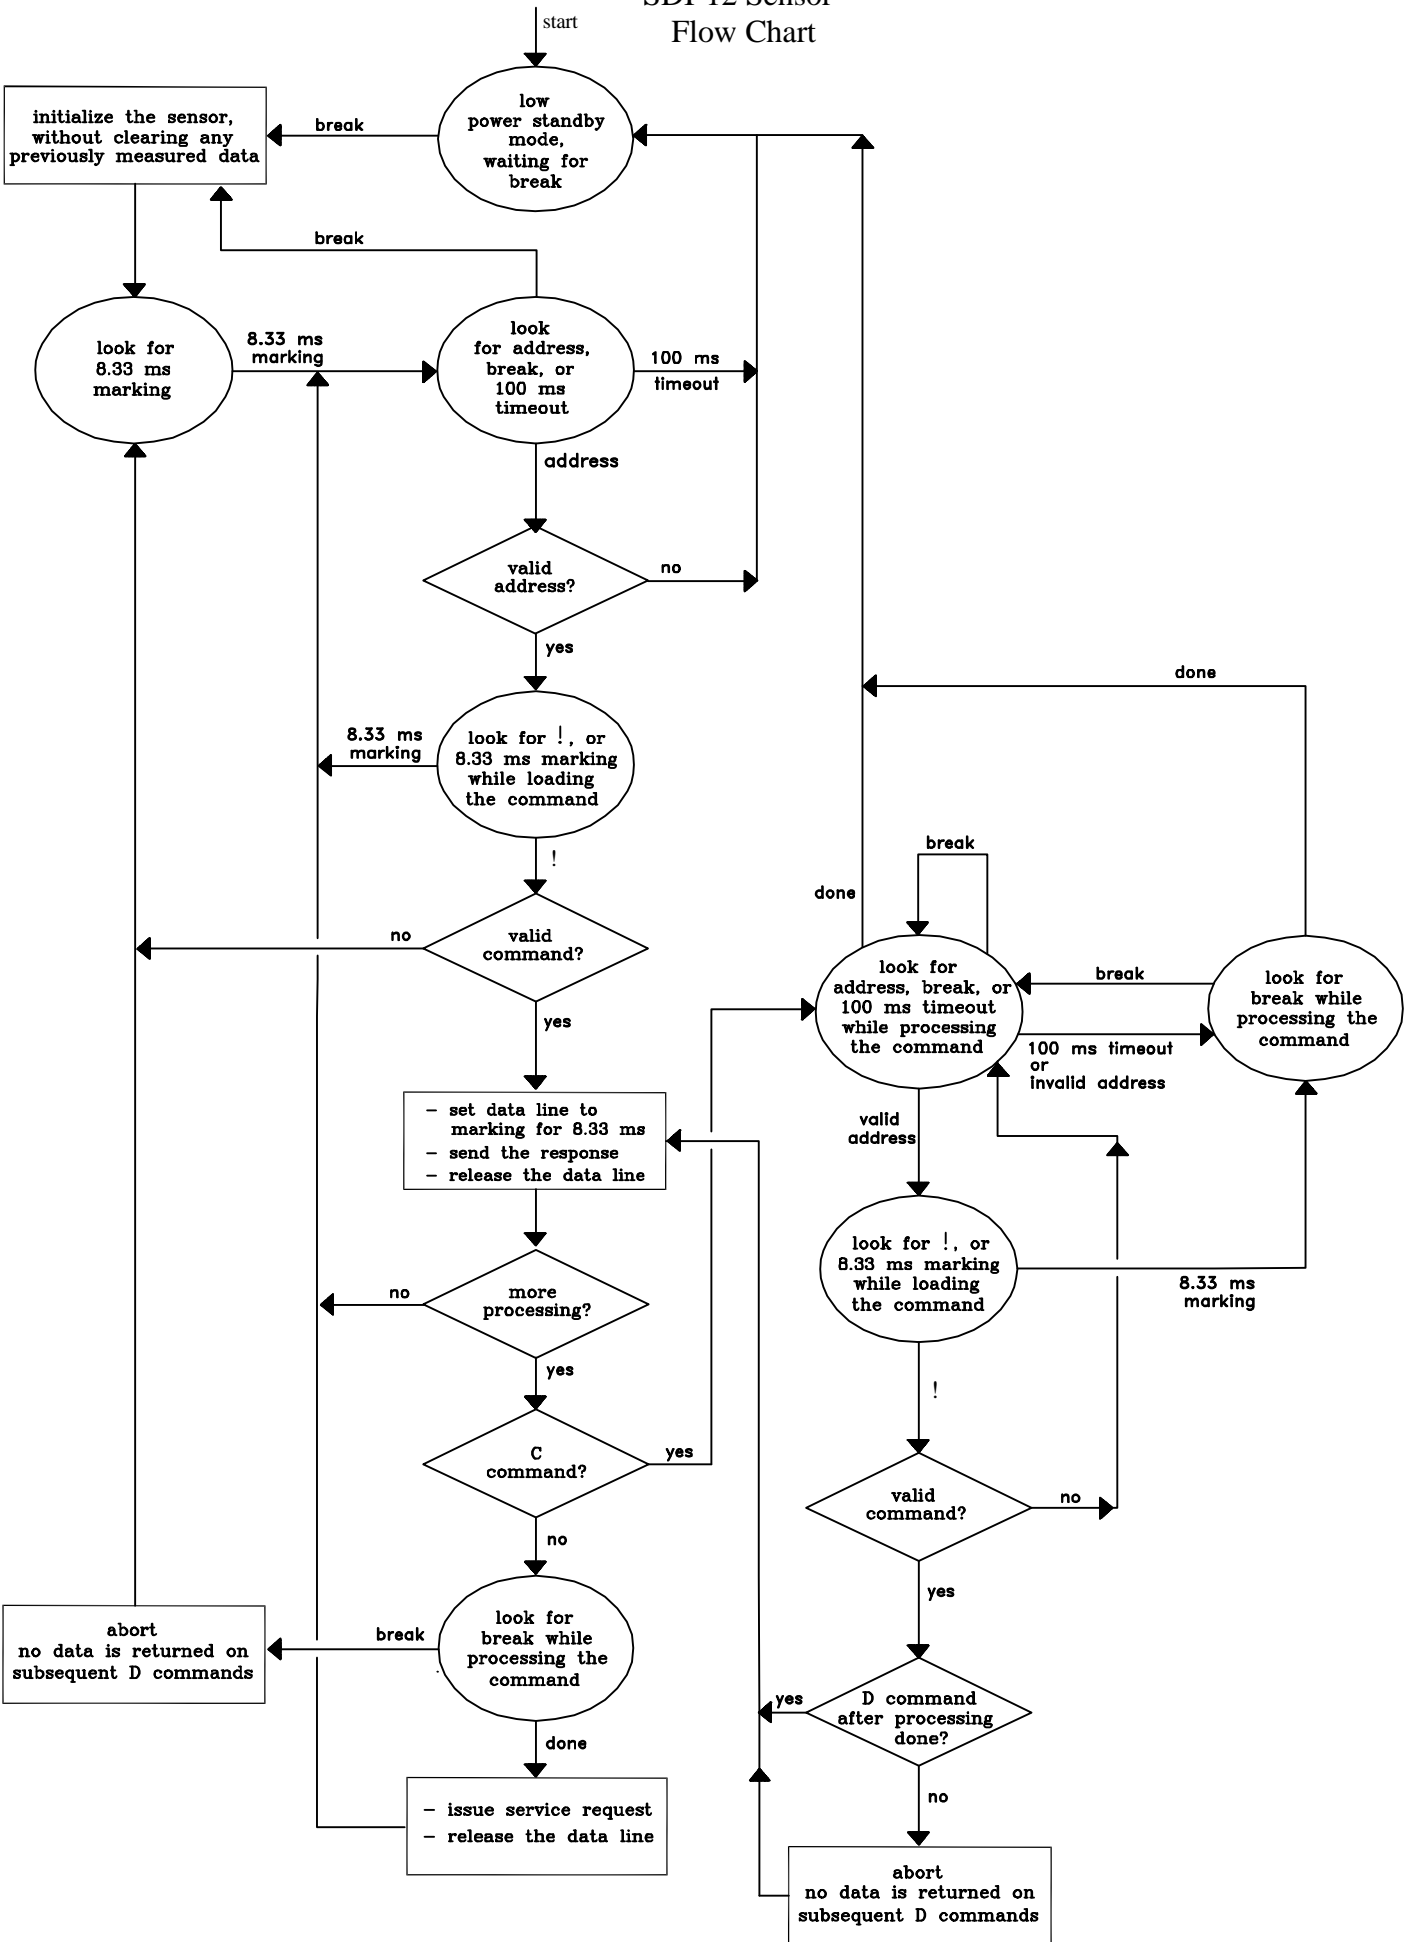 SDI-12 Sensor
Flow Chart
start
low
power standby
mode,
waiting for
break
break
initialize the sensor,
without clearing any
previously measured data
break
look for
8.33 ms
marking
8.33 ms
marking
look
for address,
break, or
100 ms
timeout
100 ms
timeout
address
valid
address?
no
yes
done
8.33 ms
marking
look for !, or
8.33 ms marking
while loading
the command
!
break
done
no
valid
command?
look for
address, break, or
100 ms timeout
while processing
the command
break
look for
break while
processing the
command
yes
100 ms timeout
or
invalid address
- set data line to
marking for 8.33 ms
- send the response
- release the data line
valid
address
look for !, or
8.33 ms marking
while loading
the command
8.33 ms
marking
no
more
processing?
yes
!
C
command?
yes
valid
command?
no
no
yes
abort
no data is returned on
subsequent D commands
break
look for
break while
processing the
command
yes
D command
after processing
done?
done
no
- issue service request
- release the data line
abort
no data is returned on
subsequent D commands